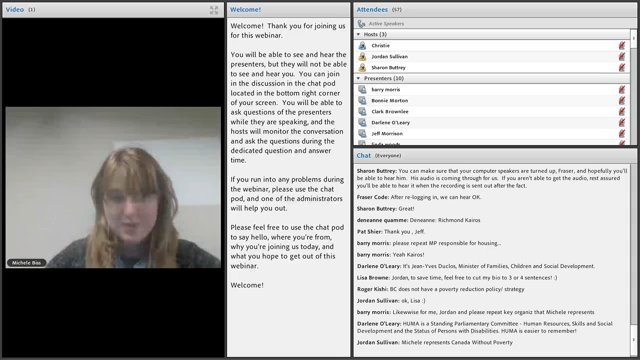 Video (1)
Michele Biss
Welcome!
Welcome! Thank you for joining us
for this webinar.
You will be able to see and hear the
presenters, but they will not be able
to see and hear you. You can join
in the discussion in the chat pod
located in the bottom right corner
of your screen. You will be able to
ask questions of the presenters
while they are speaking, and the
hosts will monitor the conversation
and ask the questions during the
dedicated question and answer
time.
If you run into any problems during
the webinar, please use the chat
pod, and one of the administrators
will help you out.
Please feel free to use the chat pod
to say hello, where you're from,
why you're joining us today, and
what you hope to get out of this
webinar.
Welcome!
Attendees (57)
Active Speakers
Hosts (3)
Christie
Jordan Sullivan
Sharon Buttrey
Presenters (10)
barry morris
Bonnie Morton
Clark Brownlee
Darlene O'Leary
Jeff Morrison
Chat (Everyone)
Sharon Buttrey: You can make sure that your computer speakers are turned up, Fraser, and hopefully you'll
be able to hear him. His audio is coming through for us. If you aren't able to get the audio, rest assured
you'll be able to hear it when the recording is sent out after the fact.
Fraser Code: After re-logging in, we can hear OK.
Sharon Buttrey: Great!
deneanne quamme: Deneanne: Richmond Kairos
Pat Shier: Thank you , Jeff.
barry morris: please repeat MP responsible for housing...
barry morris: Yeah Kairos!
Darlene O'Leary: It's Jean-Yves Duclos, Minister of Families, Children and Social Development.
Lisa Browne: Jordan, to save time, feel free to cut my bio to 3 or 4 sentences! :)
Roger Kishi: BC does not have a poverty reduction policy/ strategy
Jordan Sullivan: ok, Lisa :)
barry morris: Likewwise for me, Jordan and please repeat key organiz that Michele represents
Darlene O'Leary: HUMA is a Standing Parliamentary Committee - Human Resources, Skills and Social
Development and the Status of Persons with Disabilities. HUMA is easier to remember!
Jordan Sullivan: Michele represents Canada Without Poverty